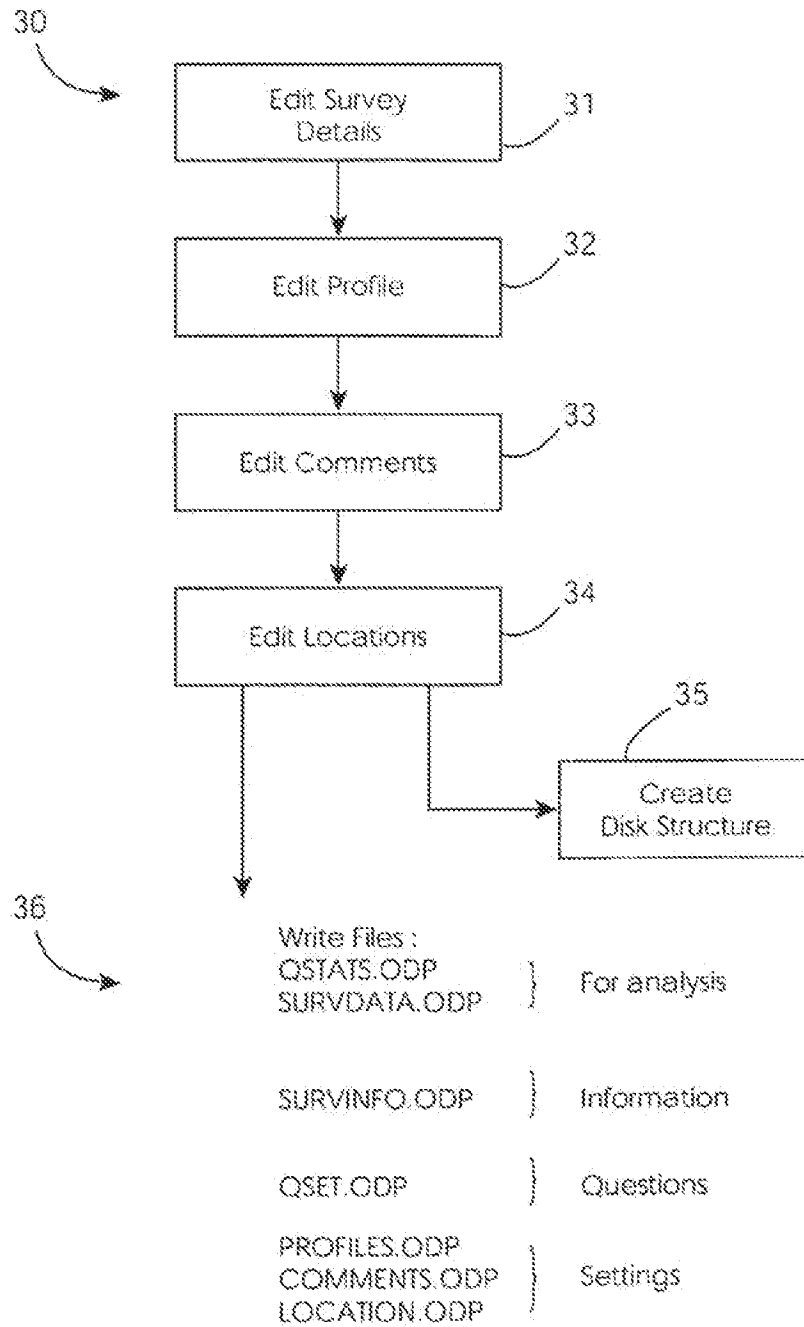 30
Edit Survey
Details
31
Edit Profile
32
Edit Comments
33
Edit Locations
34
35
Create
Disk Structure
36
Write Files :
QSTATS.ODP
SURVDATA.ODP
} For analysis
SURVINFO.ODP } Information
QSET.ODP } Questions
PROFILES.ODP
COMMENTS.ODP
LOCATION.ODP
} Settings